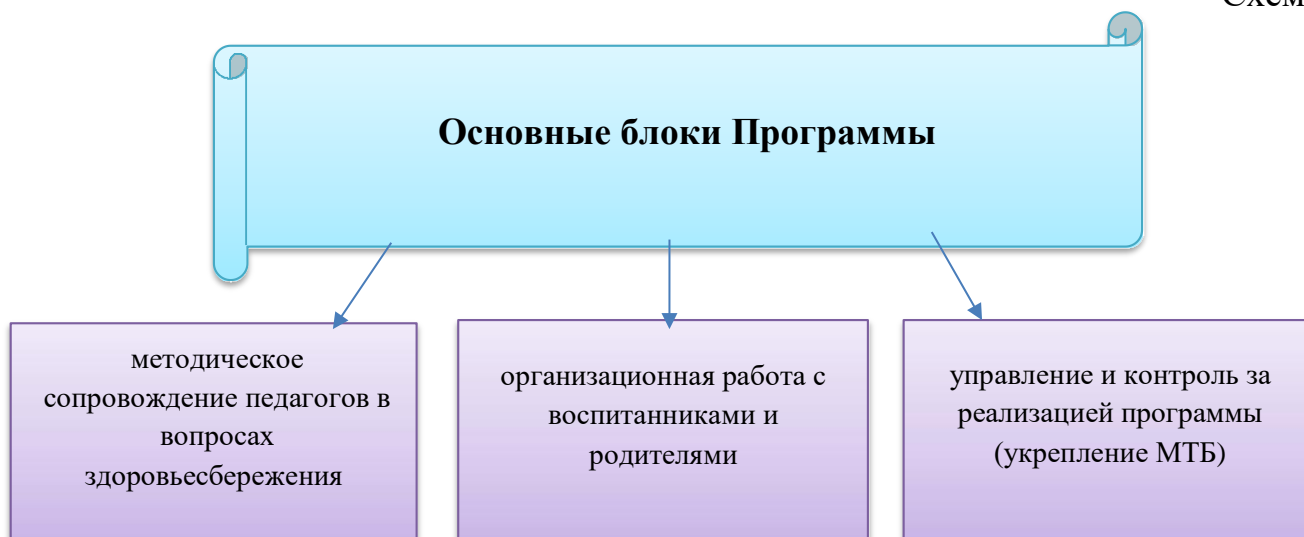 Схем
Основные блоки Программы
методическое
сопровождение педагогов в
вопросах
здоровьесбережения
организационная работа с
воспитанниками и
родителями
управление и контроль за
реализацией программы
(укрепление МТБ)